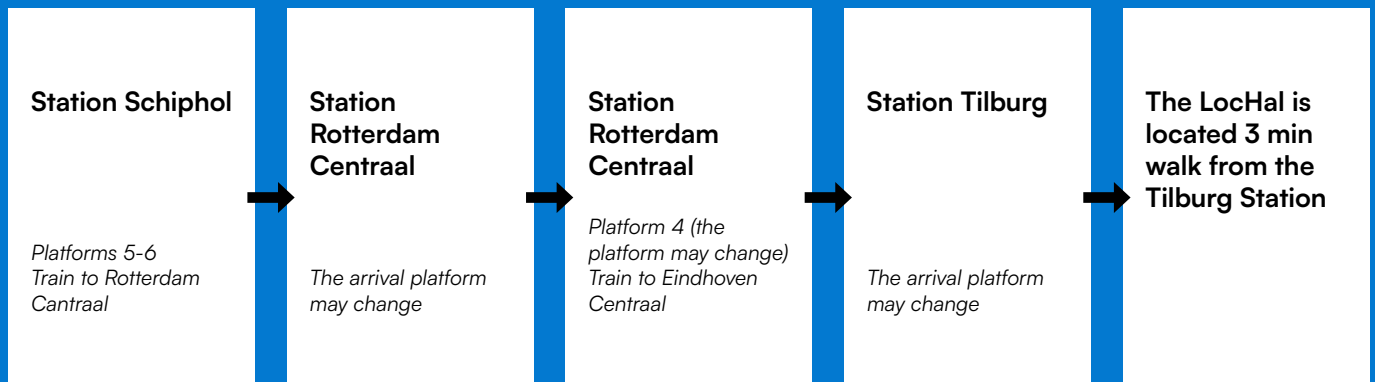 Station Schiphol
Platforms 5-6
Train to Rotterdam
Cantraal
Station
Rotterdam
Centraal
The arrival platform
may change
Station
Rotterdam
Centraal
Platform 4 (the
platform may change)
Train to Eindhoven
Centraal
Station Tilburg
The arrival platform
may change
The LocHal is
located 3 min
walk from the
Tilburg Station